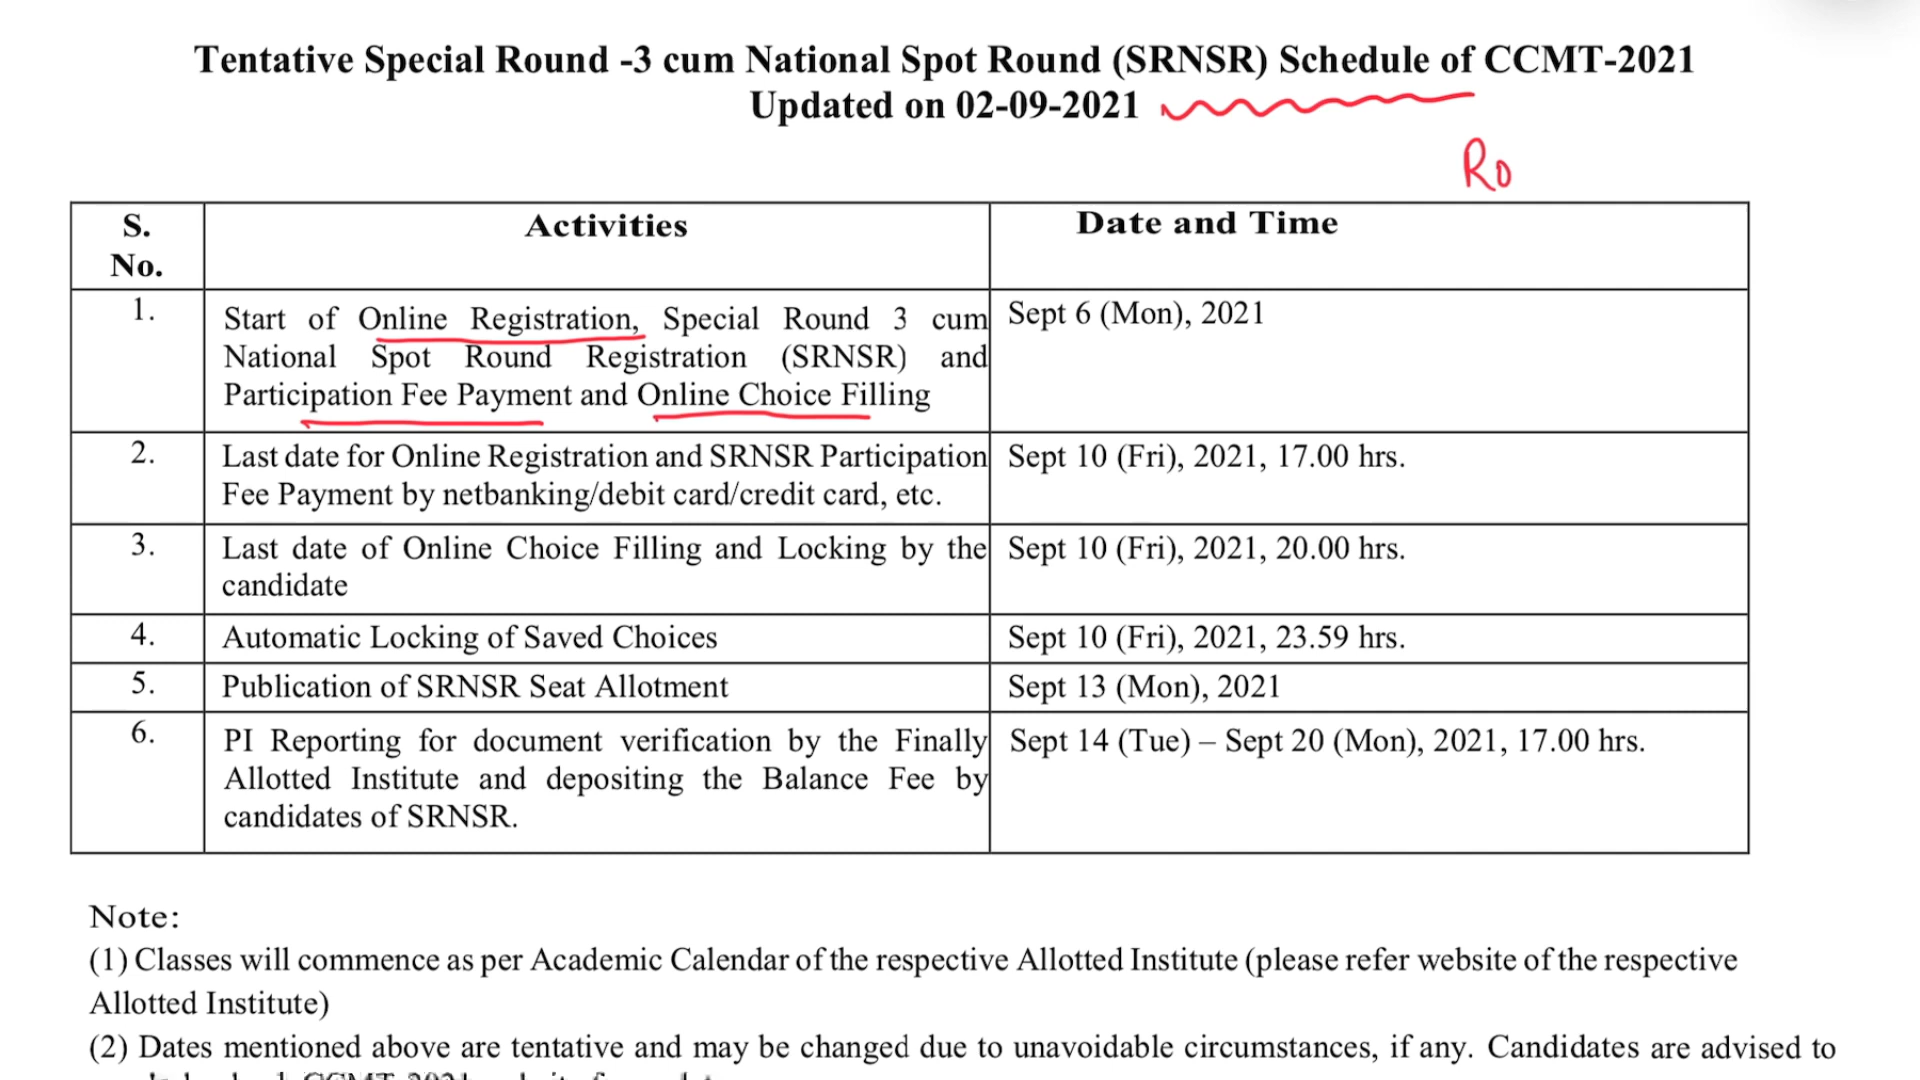 Tentative Special Round -3 cum National Spot Round (SRNSR) Schedule of CCMT-2021
Updated on 02-09-2021
RO
S. No. Activities Date and Time
1. Start of Online Registration, Special Round 3 cum Sept 6 (Mon), 2021
National Spot Round Registration (SRNSR) and
Participation Fee Payment and Online Choice Filling
2. Last date for Online Registration and SRNSR Participation Sept 10 (Fri), 2021, 17.00 hrs.
Fee Payment by netbanking/debit card/credit card, etc.
3. Last date of Online Choice Filling and Locking by the Sept 10 (Fri), 2021, 20.00 hrs.
candidate
4. Automatic Locking of Saved Choices Sept 10 (Fri), 2021, 23.59 hrs.
5. Publication of SRNSR Seat Allotment Sept 13 (Mon), 2021
6. PI Reporting for document verification by the Finally Sept 14 (Tue) – Sept 20 (Mon), 2021, 17.00 hrs.
Allotted Institute and depositing the Balance Fee by
candidates of SRNSR.
Note:
(1) Classes will commence as per Academic Calendar of the respective Allotted Institute (please refer website of the respective
Allotted Institute)
(2) Dates mentioned above are tentative and may be changed due to unavoidable circumstances, if any. Candidates are advised to